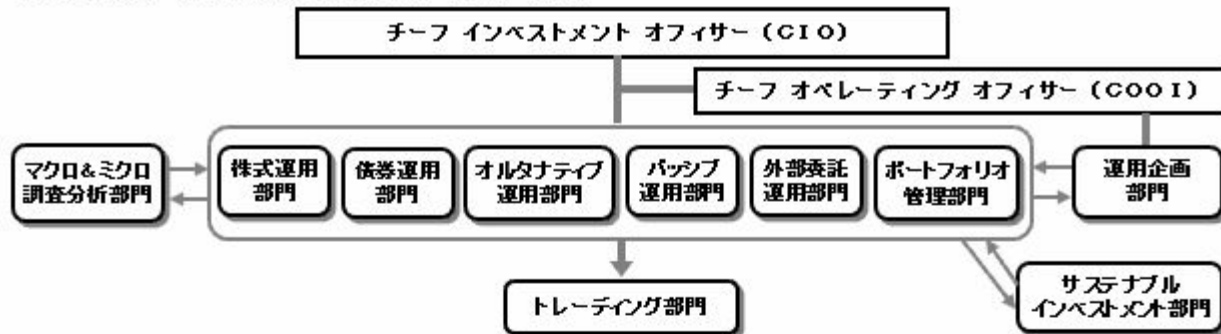 チーフ インベストメント オフィサー（CIO）
チーフ オペレーティング オフィサー（COOI）
マクロ＆ミクロ
調査分析部門
株式運用
部門
債券運用
部門
オルタナティブ
運用部門
パッシブ
運用部門
外部委託
運用部門
ポートフォリオ
管理部門
運用企画
部門
トレーディング部門
サステナブル
インベストメント部門